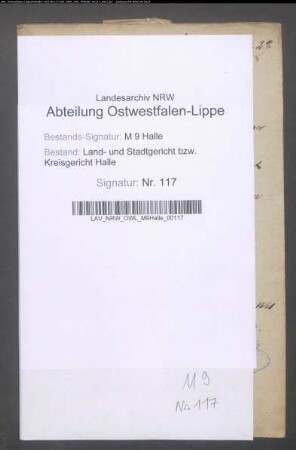 Landesarchiv NRW
Abteilung Ostwestfalen-Lippe
Bestands-Signatur: M 9 Halle
Bestand: Land- und Stadtgericht bzw.
Kreisgericht Halle
Signatur: Nr. 117
LAV_NRW_OWL_M9Halle_00117
M 9
Nr. 117